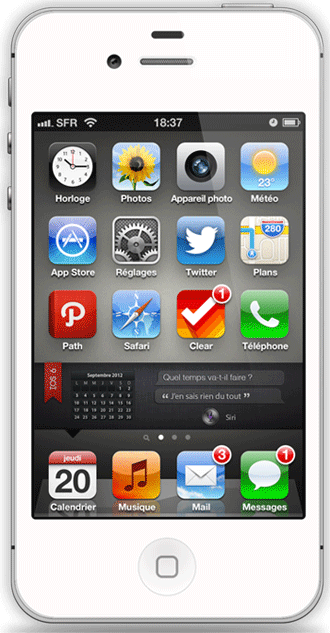 SFR 18:37
23°
280
Horloge Photos Appareil photo Météo
App Store Réglages Twitter Plans
1
Path Safari Clear Téléphone
IOS 6
Septembre 2012
Quel temps va-t-il faire ?
“ J'en sais rien du tout ”
Siri
jeudi
20
3
1
Calendrier Musique Mail Messages